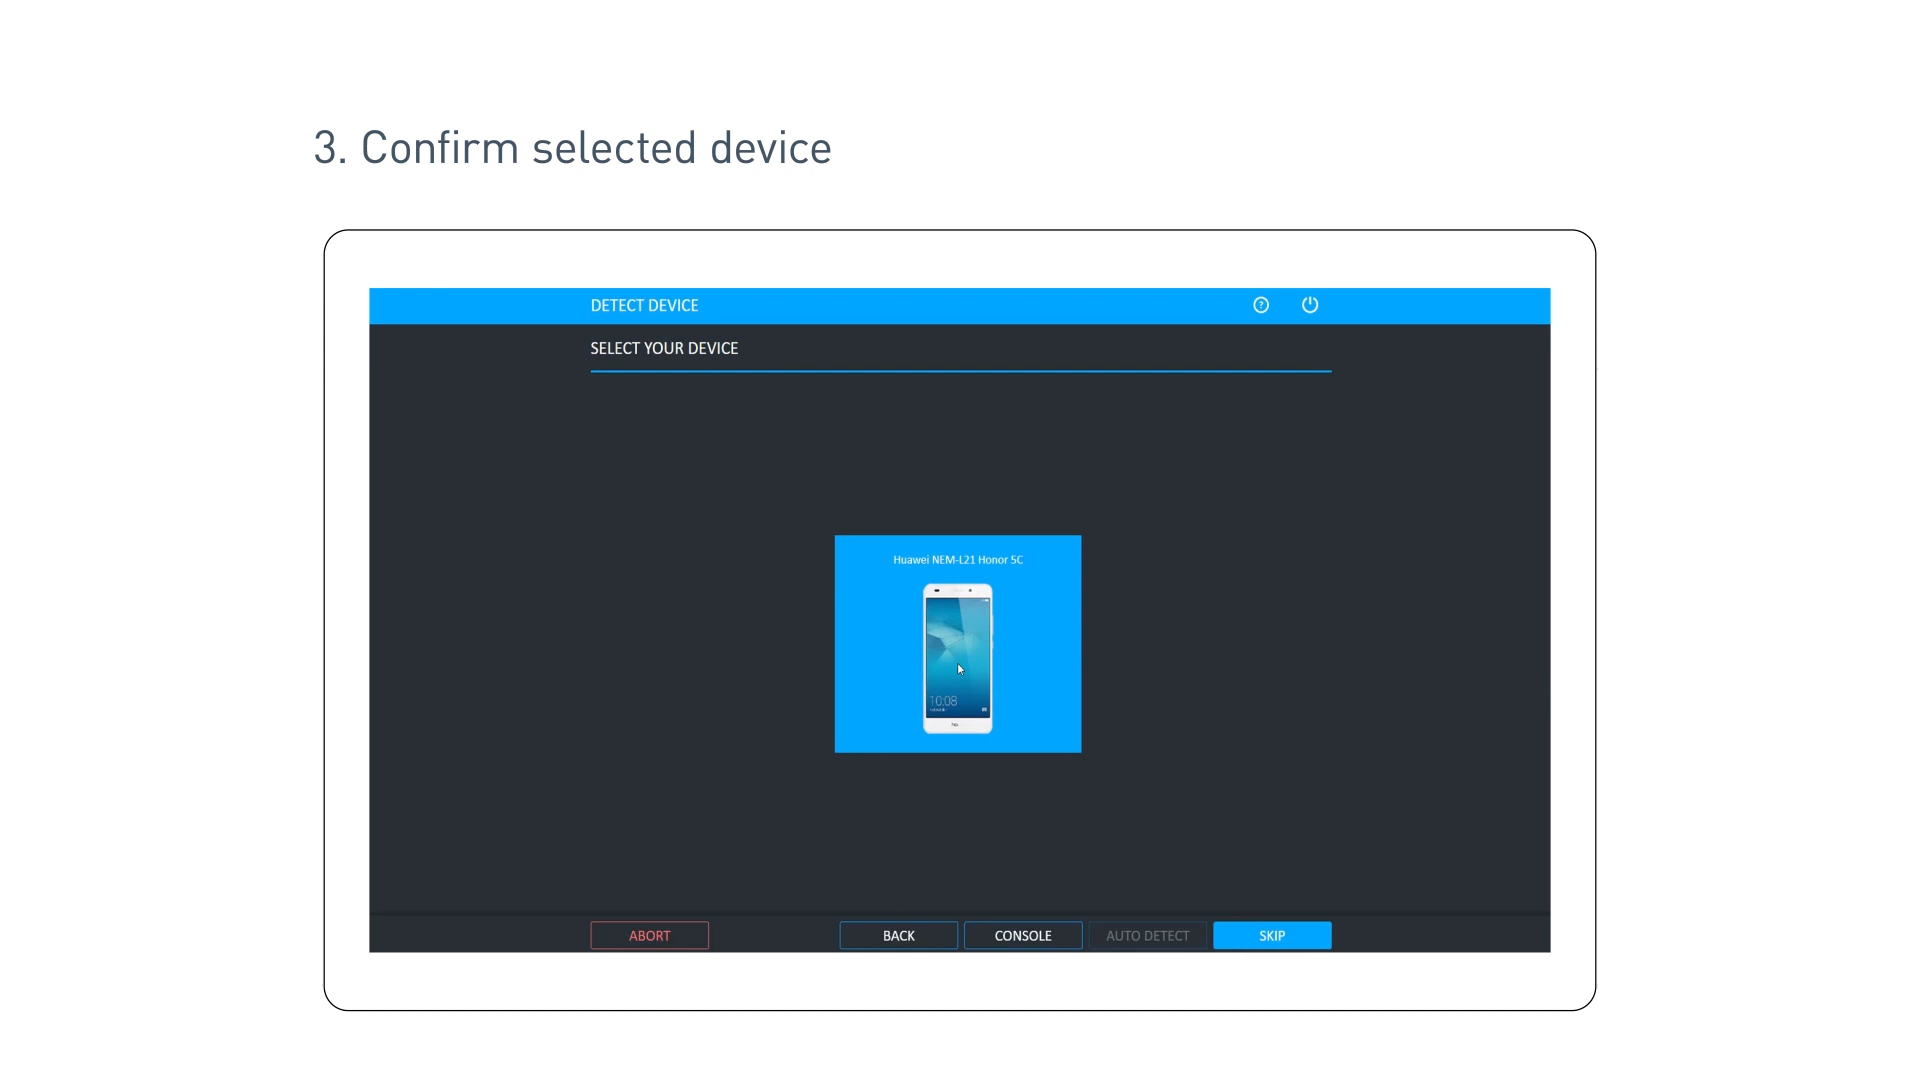 3. Confirm selected device
DETECT DEVICE
SELECT YOUR DEVICE
Huawei NEM-L21 Honor 5C
10:08
ABORT
BACK
CONSOLE
AUTO DETECT
SKIP